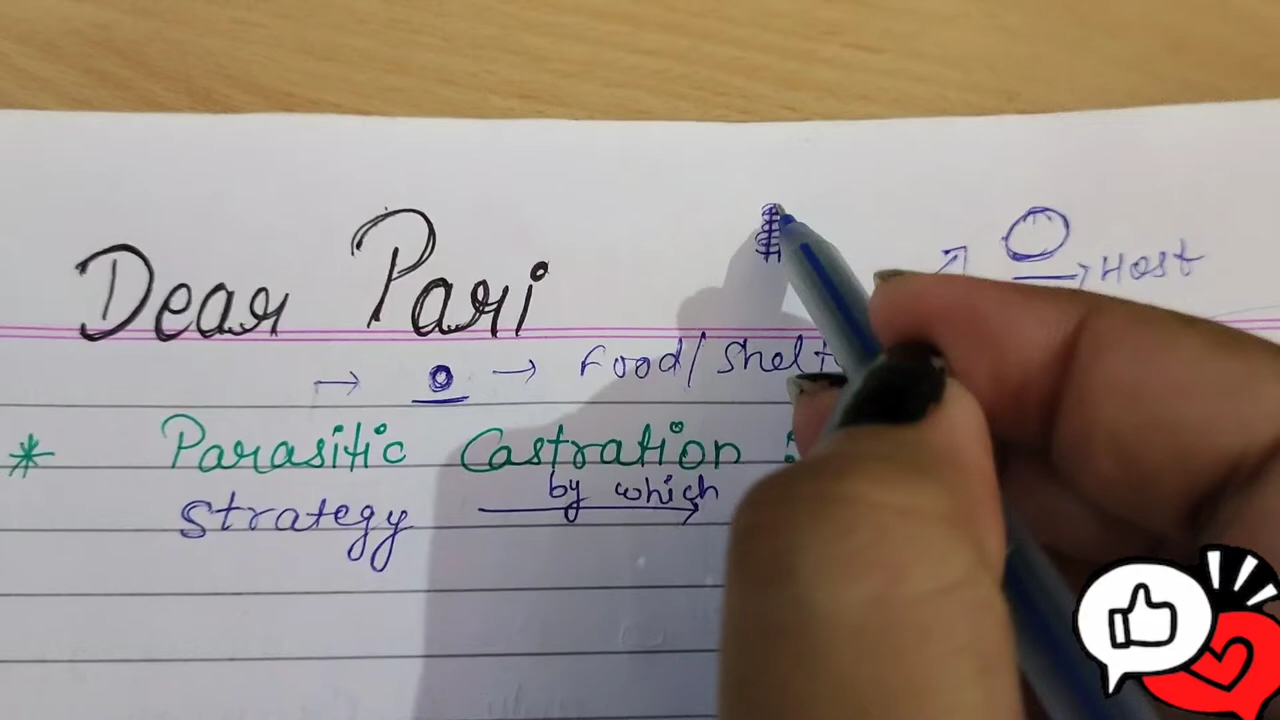 Dear Pari
→ Host
→ → Food/Shelt
* Parasitic Castration :
Strategy by which